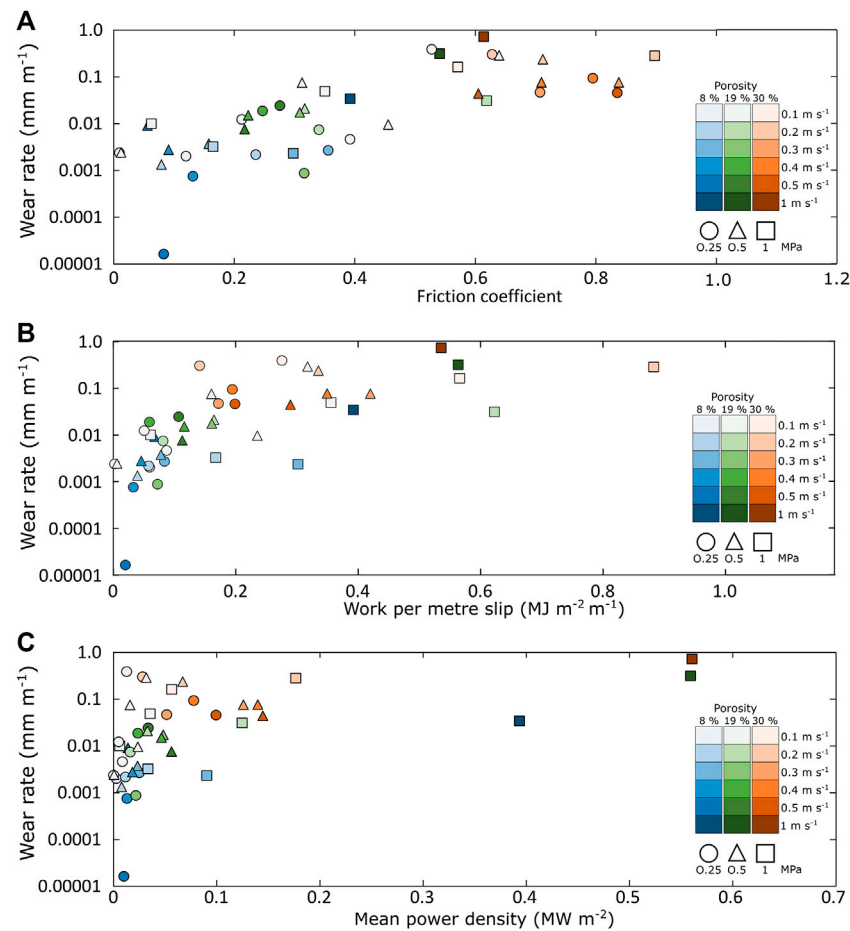 A
Wear rate (mm m-1)
1.0
0.1
0.01
0.001
0.0001
0.00001
0 0.2 0.4 0.6 0.8 1.0 1.2
Friction coefficient
Porosity
8 % 19 % 30 %
0.1 m s-1
0.2 m s-1
0.3 m s-1
0.4 m s-1
0.5 m s-1
1 m s-1
0.25 0.5 1 MPa
B
Wear rate (mm m-1)
1.0
0.1
0.01
0.001
0.0001
0.00001
0 0.2 0.4 0.6 0.8 1.0
Work per metre slip (MJ m-2 m-1)
Porosity
8 % 19 % 30 %
0.1 m s-1
0.2 m s-1
0.3 m s-1
0.4 m s-1
0.5 m s-1
1 m s-1
0.25 0.5 1 MPa
C
Wear rate (mm m-1)
1.0
0.1
0.01
0.001
0.0001
0.00001
0 0.1 0.2 0.3 0.4 0.5 0.6 0.7
Mean power density (MW m-2)
Porosity
8 % 19 % 30 %
0.1 m s-1
0.2 m s-1
0.3 m s-1
0.4 m s-1
0.5 m s-1
1 m s-1
0.25 0.5 1 MPa